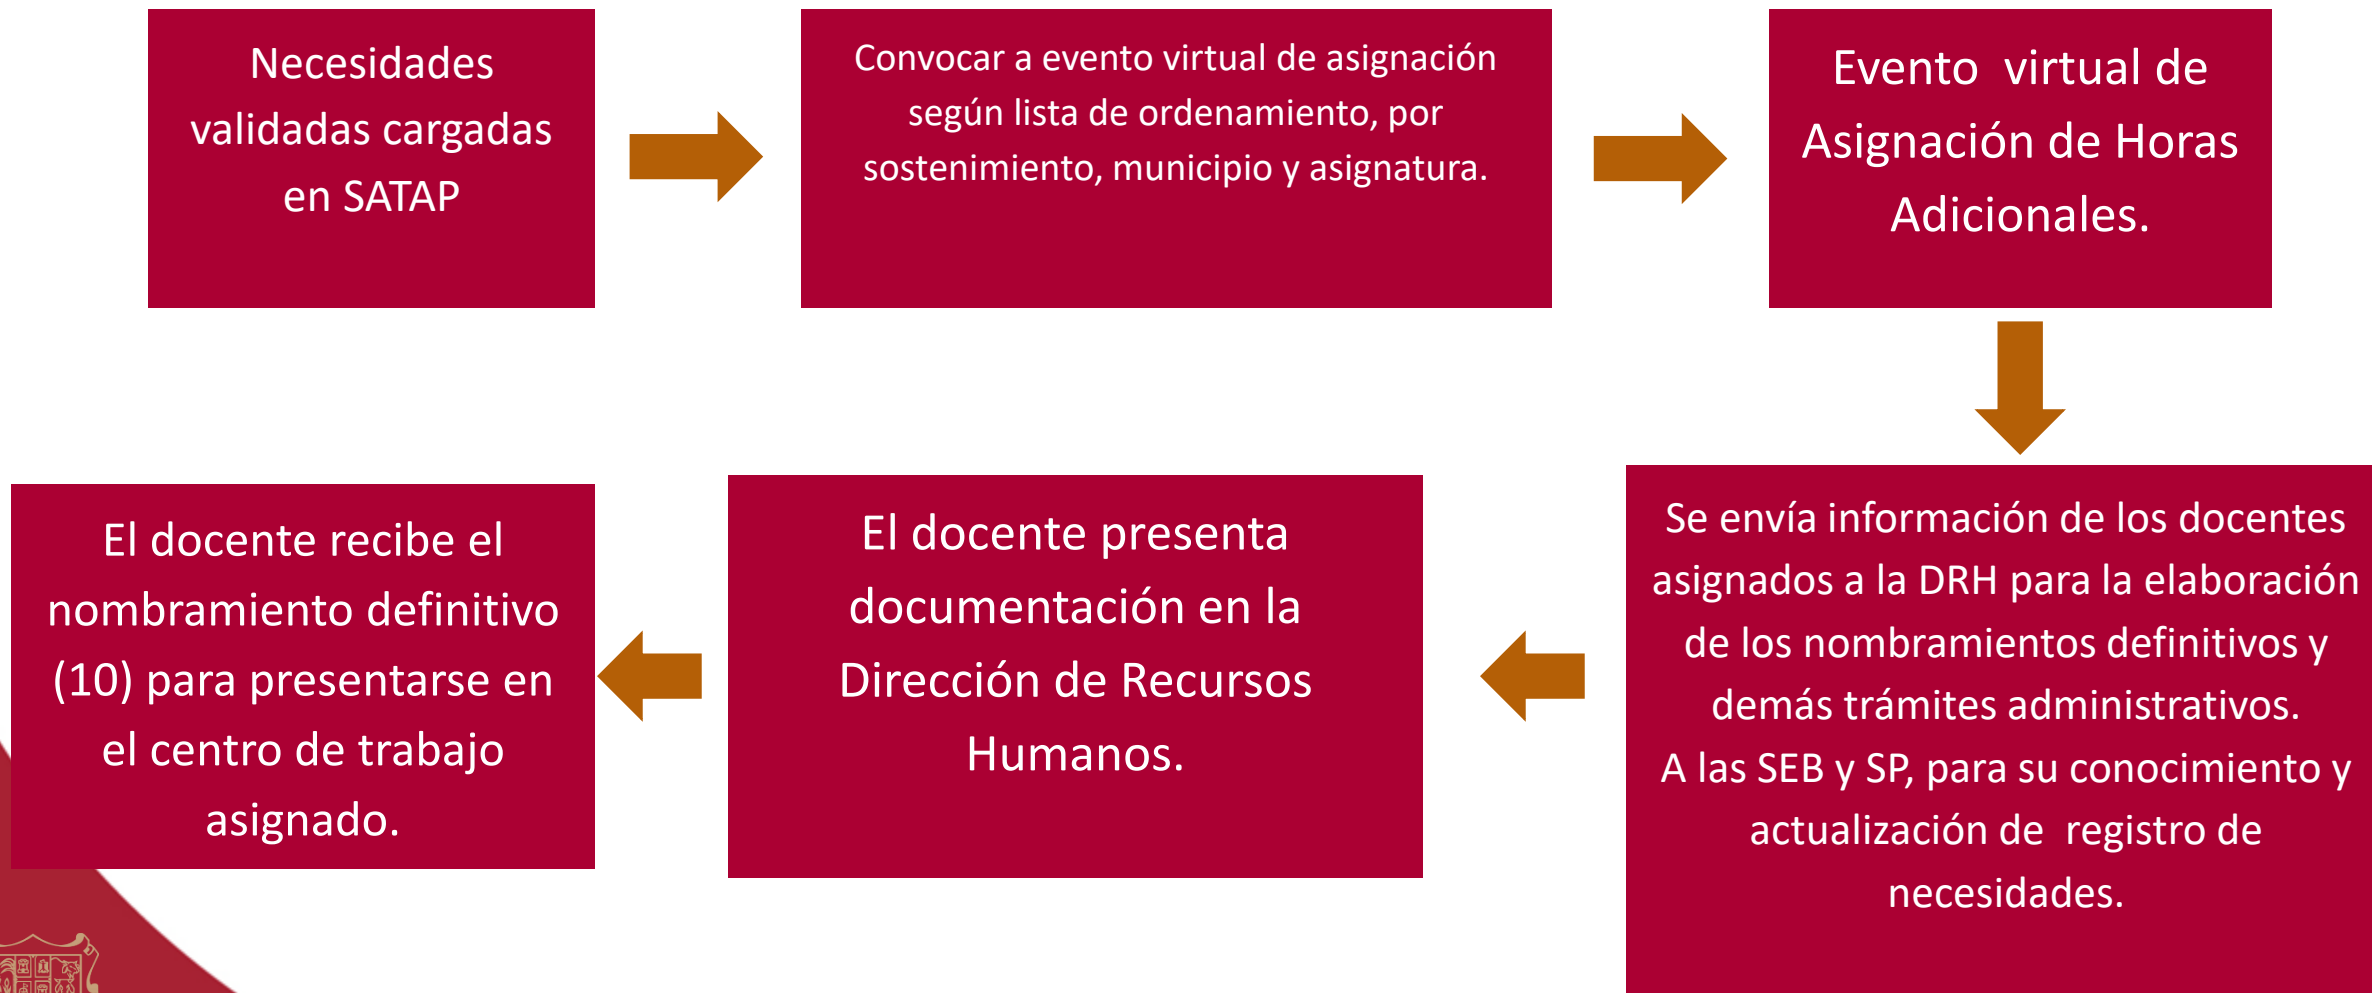 Necesidades
validadas cargadas
en SATAP
Convocar a evento virtual de asignación
según lista de ordenamiento, por
sostenimiento, municipio y asignatura.
Evento  virtual de
Asignación de Horas
Adicionales.
Se envía información de los docentes
asignados a la DRH para la elaboración
de los nombramientos definitivos y
demás trámites administrativos.
A las SEB y SP, para su conocimiento y
actualización de  registro de
necesidades.
El docente presenta
documentación en la
Dirección de Recursos
Humanos.
El docente recibe el
nombramiento definitivo
(10) para presentarse en
el centro de trabajo
asignado.